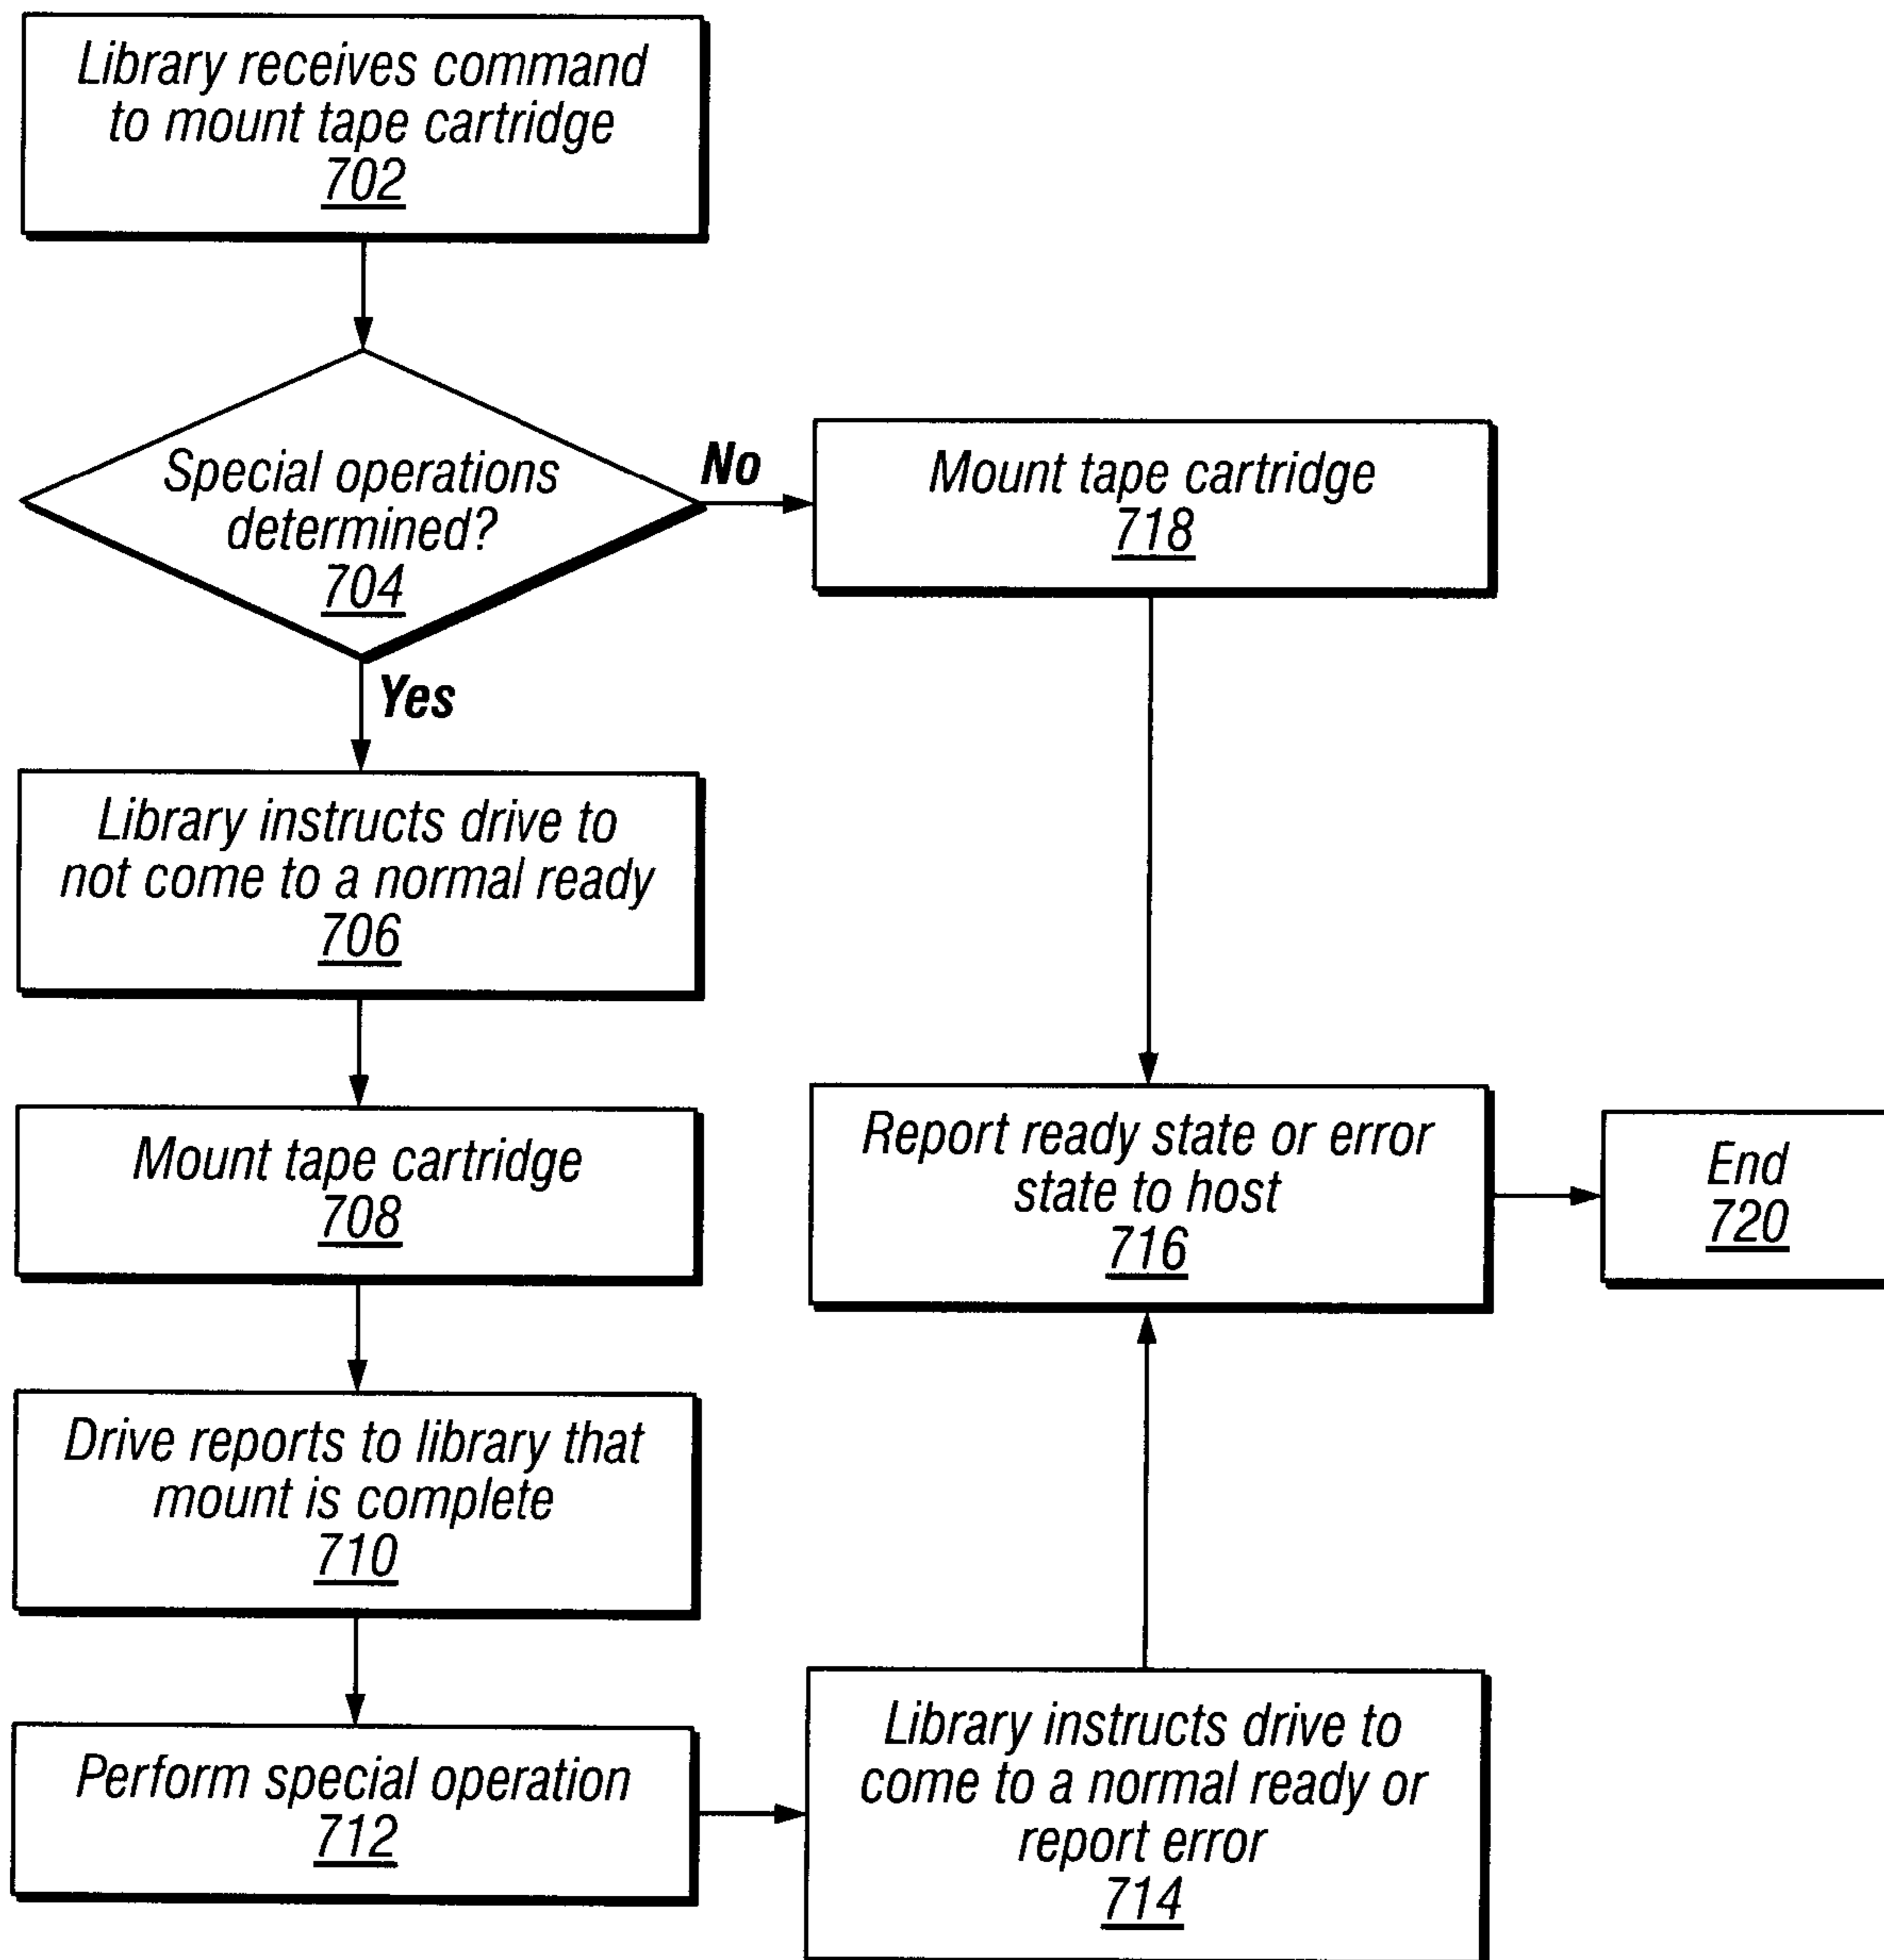 Library receives command
to mount tape cartridge
702
Special operations
determined?
704
No
Mount tape cartridge
718
Yes
Library instructs drive to
not come to a normal ready
706
Mount tape cartridge
708
Report ready state or error
state to host
716
End
720
Drive reports to library that
mount is complete
710
Perform special operation
712
Library instructs drive to
come to a normal ready or
report error
714